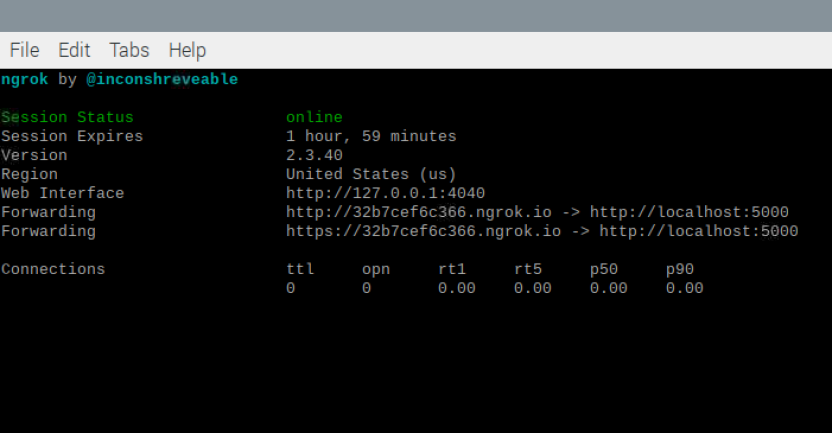 File Edit Tabs Help
ngrok by @inconshreveable
Session Status online
Session Expires 1 hour, 59 minutes
Version 2.3.40
Region United States (us)
Web Interface http://127.0.0.1:4040
Forwarding http://32b7cef6c366.ngrok.io -> http://localhost:5000
Forwarding https://32b7cef6c366.ngrok.io -> http://localhost:5000
Connections ttl opn rt1 rt5 p50 p90
0 0 0.00 0.00 0.00 0.00